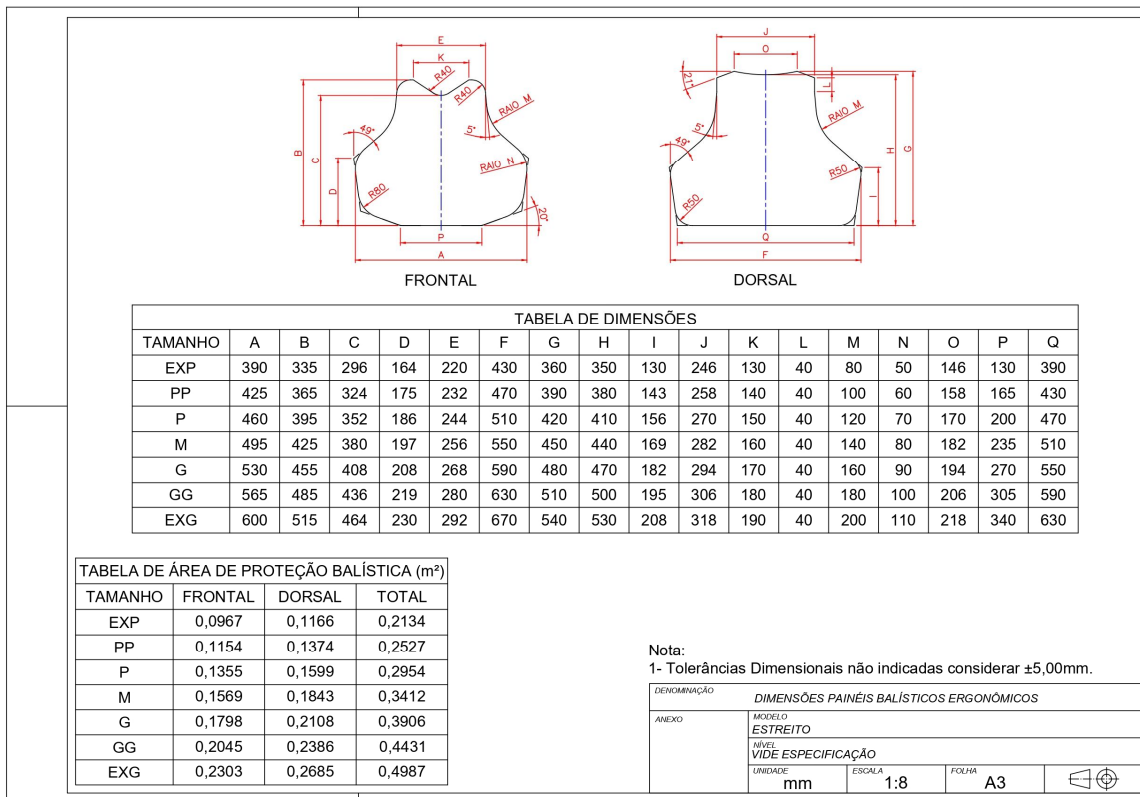 E
K
R40
R40
RAIO M
5°
49°
B
C
D
RAIO N
R80
20°
P
A
FRONTAL
J
O
21°
L
RAIO M
5°
49°
H
G
R50
I
R50
Q
F
DORSAL
TABELA DE DIMENSÕES
TAMANHO A B C D E F G H I J K L M N O P Q
EXP 390 335 296 164 220 430 360 350 130 246 130 40 80 50 146 130 390
PP 425 365 324 175 232 470 390 380 143 258 140 40 100 60 158 165 430
P 460 395 352 186 244 510 420 410 156 270 150 40 120 70 170 200 470
M 495 425 380 197 256 550 450 440 169 282 160 40 140 80 182 235 510
G 530 455 408 208 268 590 480 470 182 294 170 40 160 90 194 270 550
GG 565 485 436 219 280 630 510 500 195 306 180 40 180 100 206 305 590
EXG 600 515 464 230 292 670 540 530 208 318 190 40 200 110 218 340 630
TABELA DE ÁREA DE PROTEÇÃO BALÍSTICA (m²)
TAMANHO FRONTAL DORSAL TOTAL
EXP 0,0967 0,1166 0,2134
PP 0,1154 0,1374 0,2527
P 0,1355 0,1599 0,2954
M 0,1569 0,1843 0,3412
G 0,1798 0,2108 0,3906
GG 0,2045 0,2386 0,4431
EXG 0,2303 0,2685 0,4987
Nota:
1- Tolerâncias Dimensionais não indicadas considerar ±5,00mm.
DENOMINAÇÃO
DIMENSÕES PAINÉIS BALÍSTICOS ERGONÔMICOS
ANEXO
MODELO
ESTREITO
NÍVEL
VIDE ESPECIFICAÇÃO
UNIDADE
mm
ESCALA
1:8
FOLHA
A3